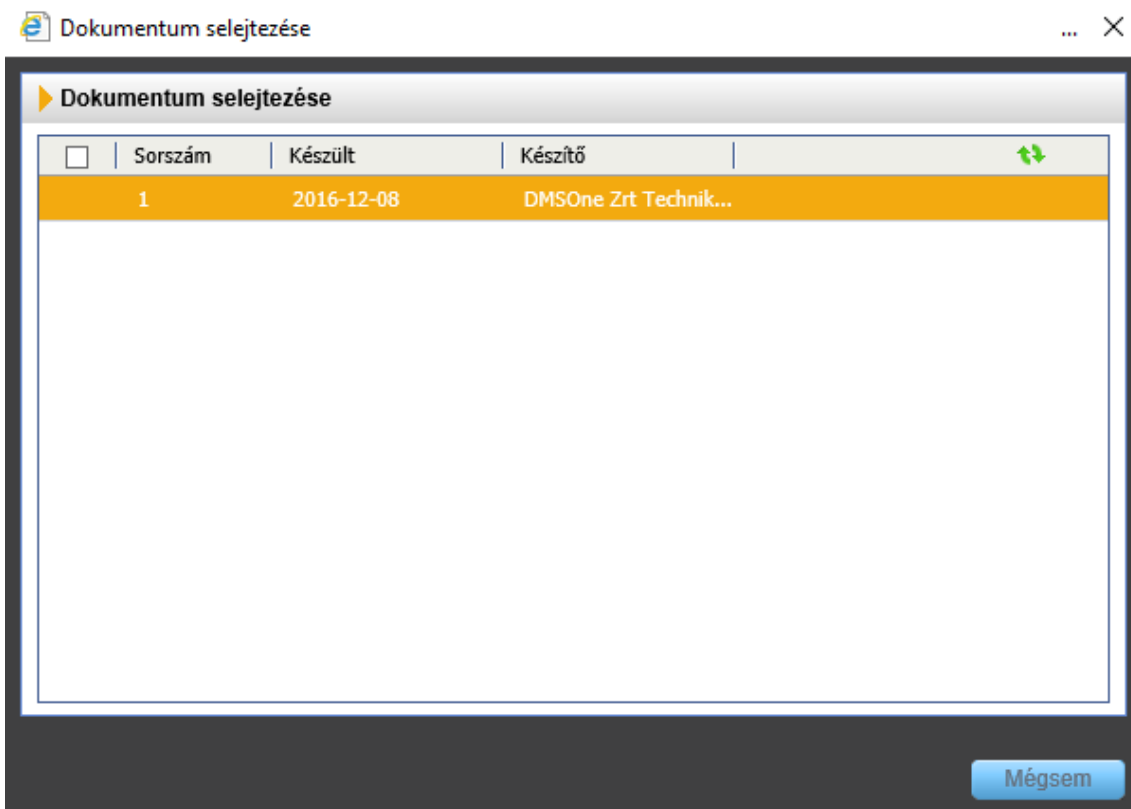 Dokumentum selejtezése ...
Dokumentum selejtezése
Sorszám Készült Készítő
1 2016-12-08 DMSOne Zrt Technik...
Mégsem